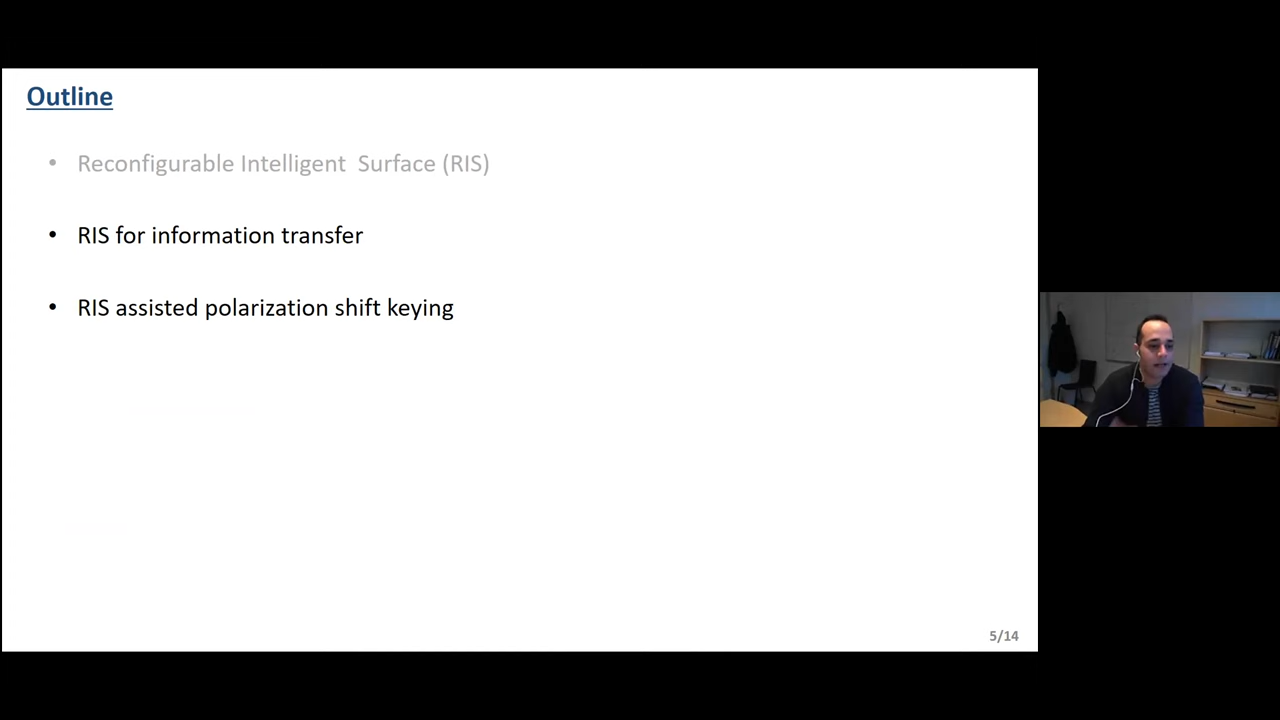 Outline
• Reconfigurable Intelligent  Surface (RIS)
• RIS for information transfer
• RIS assisted polarization shift keying
5/14